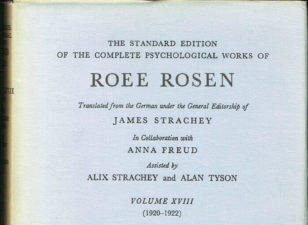 THE STANDARD EDITION
OF THE COMPLETE PSYCHOLOGICAL WORKS OF
ROEE ROSEN
Translated from the German under the General Editorship of
JAMES STRACHEY
In Collaboration with
ANNA FREUD
Assisted by
ALIX STRACHEY and ALAN TYSON
VOLUME XVIII
(1920-1922)